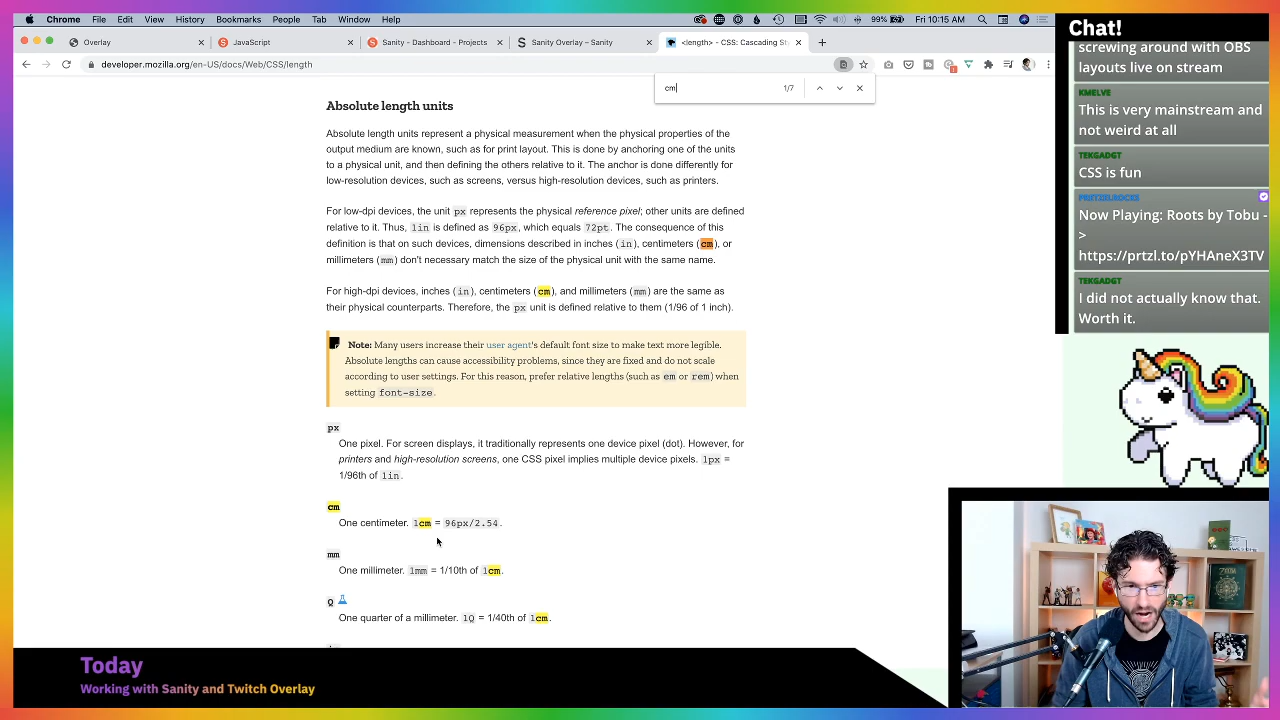 Chrome File Edit View History Bookmarks People Tab Window Help
99% Fri 10:15 AM
Overlay
JavaScript
Sanity - Dashboard - Projects
Sanity Overlay – Sanity
<length> - CSS: Cascading St
developer.mozilla.org/en-US/docs/Web/CSS/length
cm 1/7
Absolute length units
Absolute length units represent a physical measurement when the physical properties of the
output medium are known, such as for print layout. This is done by anchoring one of the units
to a physical unit, and then defining the others relative to it. The anchor is done differently for
low-resolution devices, such as screens, versus high-resolution devices, such as printers.
For low-dpi devices, the unit px represents the physical reference pixel; other units are defined
relative to it. Thus, 1in is defined as 96px, which equals 72pt. The consequence of this
definition is that on such devices, dimensions described in inches (in), centimeters (cm), or
millimeters (mm) don't necessary match the size of the physical unit with the same name.
For high-dpi devices, inches (in), centimeters (cm), and millimeters (mm) are the same as
their physical counterparts. Therefore, the px unit is defined relative to them (1/96 of 1 inch).
Note: Many users increase their user agent's default font size to make text more legible.
Absolute lengths can cause accessibility problems, since they are fixed and do not scale
according to user settings. For this reason, prefer relative lengths (such as em or rem) when
setting font-size.
px
One pixel. For screen displays, it traditionally represents one device pixel (dot). However, for
printers and high-resolution screens, one CSS pixel implies multiple device pixels. 1px =
1/96th of 1in.
cm
One centimeter. 1cm = 96px/2.54.
mm
One millimeter. 1mm = 1/10th of 1cm.
Q
One quarter of a millimeter. 1Q = 1/40th of 1cm.
Chat!
screwing around with OBS
layouts live on stream
KMELVE
This is very mainstream and
not weird at all
TEKGADGT
CSS is fun
Now Playing: Roots by Tobu -
>
https://prtzl.to/pYHAneX3TV
TEKGADGT
I did not actually know that.
Worth it.
Today
Working with Sanity and Twitch Overlay